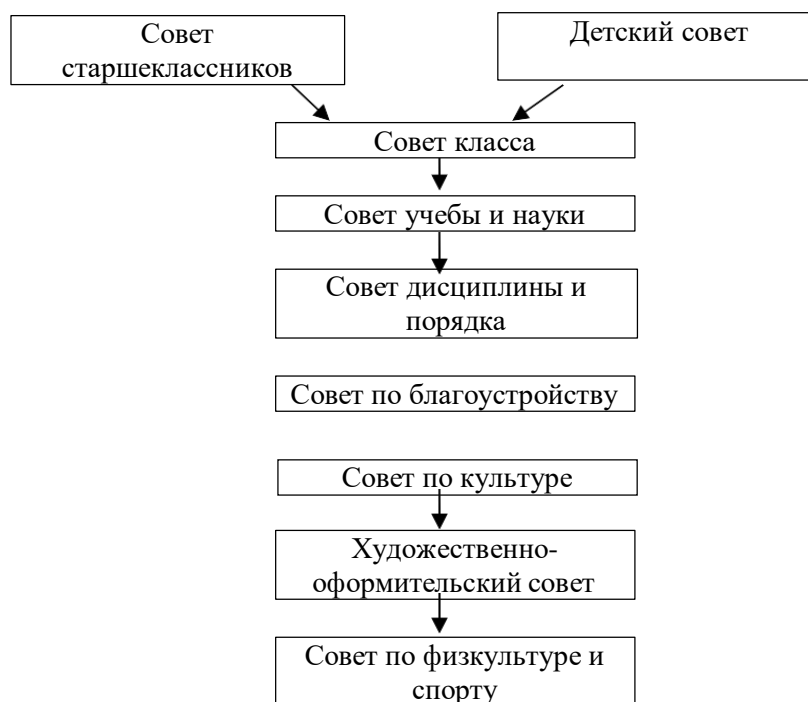 Совет
старшеклассников
Детский совет
Совет класса
Совет учебы и науки
Совет дисциплины и
порядка
Совет по благоустройству
Совет по культуре
Художественно-
оформительский совет
Совет по физкультуре и
спорту